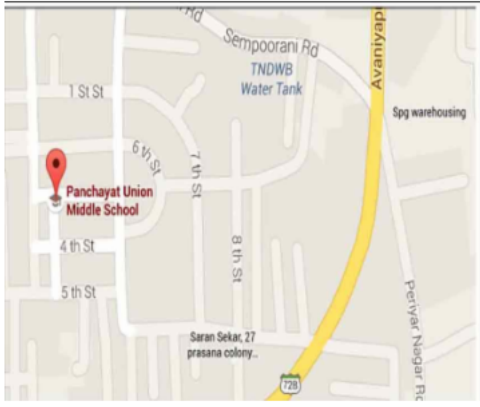 Rd
Sempoorani Rd
TNDWB
Water Tank
Avaniyap
Spg warehousing
1 St St
6 th St
7 th St
Panchayat Union
Middle School
4 th St
8 th St
5 th St
Periyar Nagar Rd
Saran Sekar, 27
prasana colony...
728